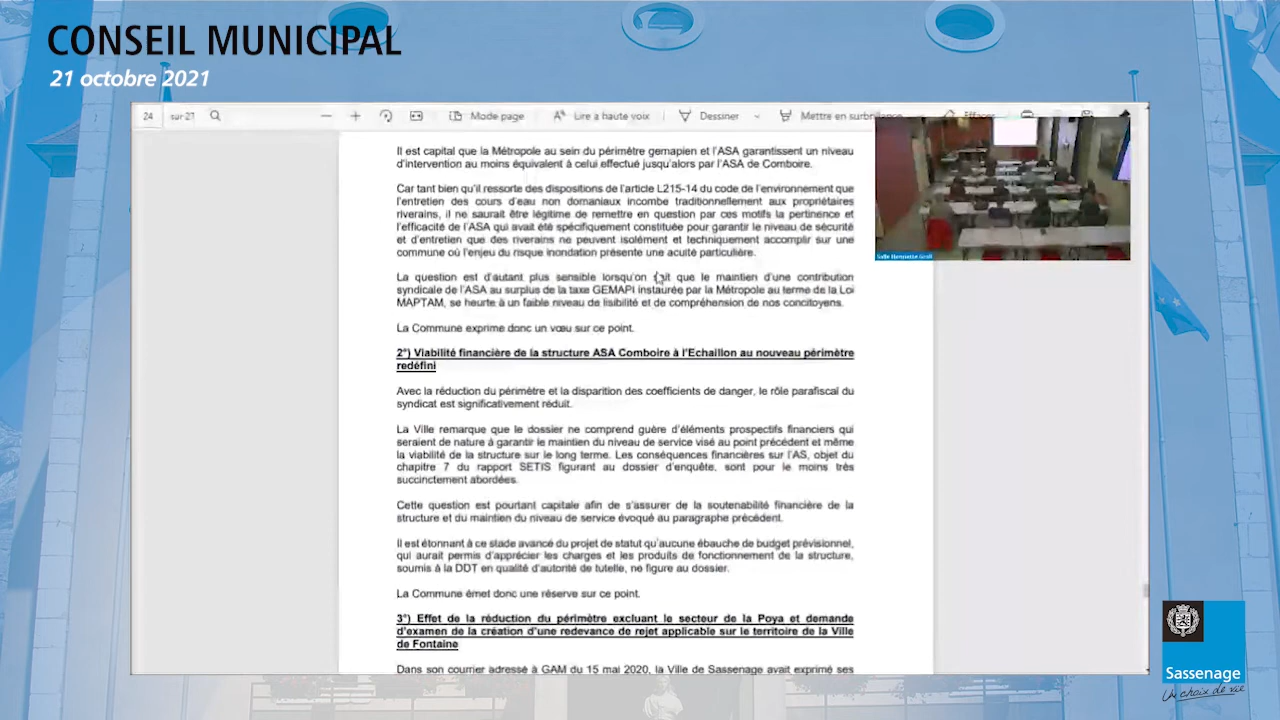 CONSEIL MUNICIPAL
21 octobre 2021
24 sur 27 Mode page Lire à haute voix Dessiner Mettre en surbrillance Effacer
Il est capital que la Métropole au sein du périmètre gemapien et l'ASA garantissent un niveau
d'intervention au moins équivalent à celui effectué jusqu'alors par l'ASA de Comboire.
Car tant bien qu'il ressorte des dispositions de l'article L215-14 du code de l'environnement que
l'entretien des cours d'eau non domaniaux incombe traditionnellement aux propriétaires
riverains, il ne saurait être légitime de remettre en question par ces motifs la pertinence et
l'efficacité de l'ASA qui avait été spécifiquement constituée pour garantir le niveau de sécurité
et d'entretien que des riverains ne peuvent isolément et techniquement accomplir sur une
commune où l'enjeu du risque inondation présente une acuité particulière.
La question est d'autant plus sensible lorsqu'on sait que le maintien d'une contribution
syndicale de l'ASA au surplus de la taxe GEMAPI instaurée par la Métropole au terme de la Loi
MAPTAM, se heurte à un faible niveau de lisibilité et de compréhension de nos concitoyens.
La Commune exprime donc un vœu sur ce point.
2°) Viabilité financière de la structure ASA Comboire à l'Echaillon au nouveau périmètre
redéfini
Avec la réduction du périmètre et la disparition des coefficients de danger, le rôle parafiscal du
syndicat est significativement réduit.
La Ville remarque que le dossier ne comprend guère d'éléments prospectifs financiers qui
seraient de nature à garantir le maintien du niveau de service visé au point précédent et même
la viabilité de la structure sur le long terme. Les conséquences financières sur l'AS, objet du
chapitre 7 du rapport SETIS figurant au dossier d'enquête, sont pour le moins très
succinctement abordées.
Cette question est pourtant capitale afin de s'assurer de la soutenabilité financière de la
structure et du maintien du niveau de service évoqué au paragraphe précédent.
Il est étonnant à ce stade avancé du projet de statut qu'aucune ébauche de budget prévisionnel,
qui aurait permis d'apprécier les charges et les produits de fonctionnement de la structure,
soumis à la DDT en qualité d'autorité de tutelle, ne figure au dossier.
La Commune émet donc une réserve sur ce point.
3°) Effet de la réduction du périmètre excluant le secteur de la Poya et demande
d'examen de la création d'une redevance de rejet applicable sur le territoire de la Ville
de Fontaine
Dans son courrier adressé à GAM du 15 mai 2020, la Ville de Sassenage avait exprimé ses
Sassenage
Un choix de vie